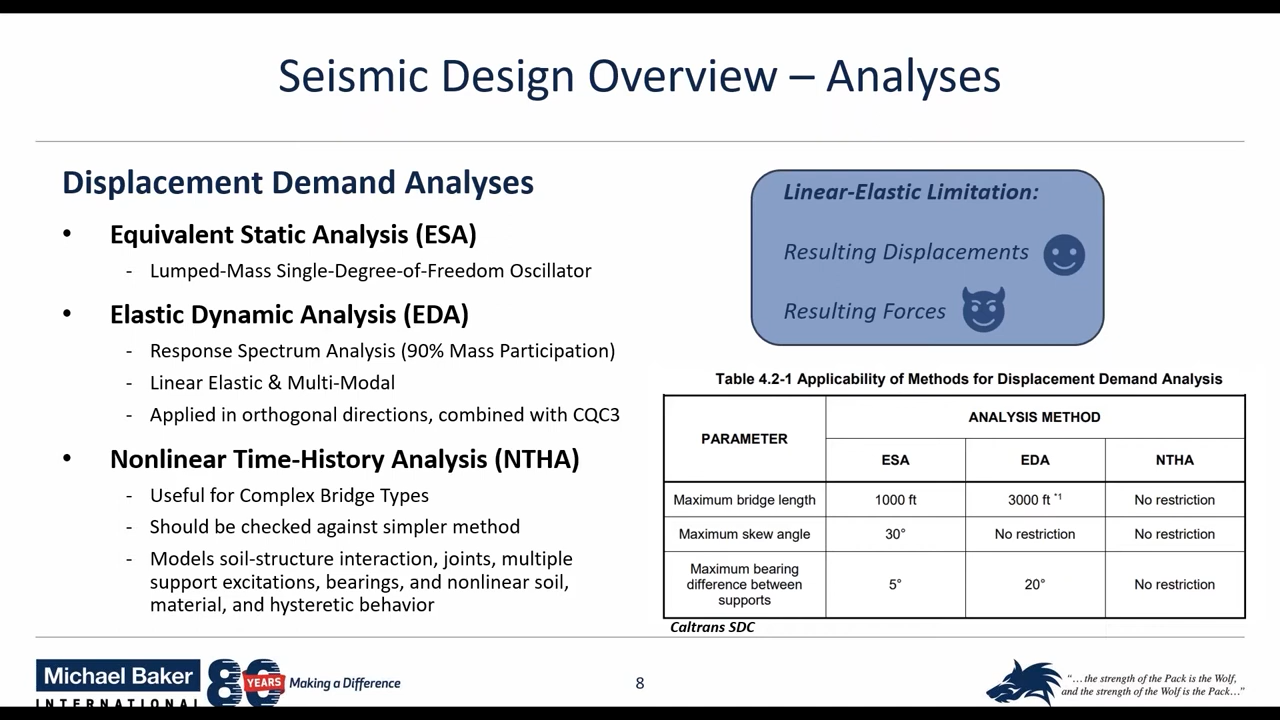 Seismic Design Overview – Analyses
Displacement Demand Analyses
• Equivalent Static Analysis (ESA)
- Lumped-Mass Single-Degree-of-Freedom Oscillator
• Elastic Dynamic Analysis (EDA)
- Response Spectrum Analysis (90% Mass Participation)
- Linear Elastic & Multi-Modal
- Applied in orthogonal directions, combined with CQC3
• Nonlinear Time-History Analysis (NTHA)
- Useful for Complex Bridge Types
- Should be checked against simpler method
- Models soil-structure interaction, joints, multiple
support excitations, bearings, and nonlinear soil,
material, and hysteretic behavior
Linear-Elastic Limitation:
Resulting Displacements
Resulting Forces
Table 4.2-1 Applicability of Methods for Displacement Demand Analysis
PARAMETER
ANALYSIS METHOD
ESA EDA NTHA
Maximum bridge length 1000 ft 3000 ft *1 No restriction
Maximum skew angle 30° No restriction No restriction
Maximum bearing
difference between
supports
5° 20° No restriction
Caltrans SDC
Michael Baker
INTERNATIONAL
80
YEARS
Making a Difference
8
“…the strength of the Pack is the Wolf,
and the strength of the Wolf is the Pack…”